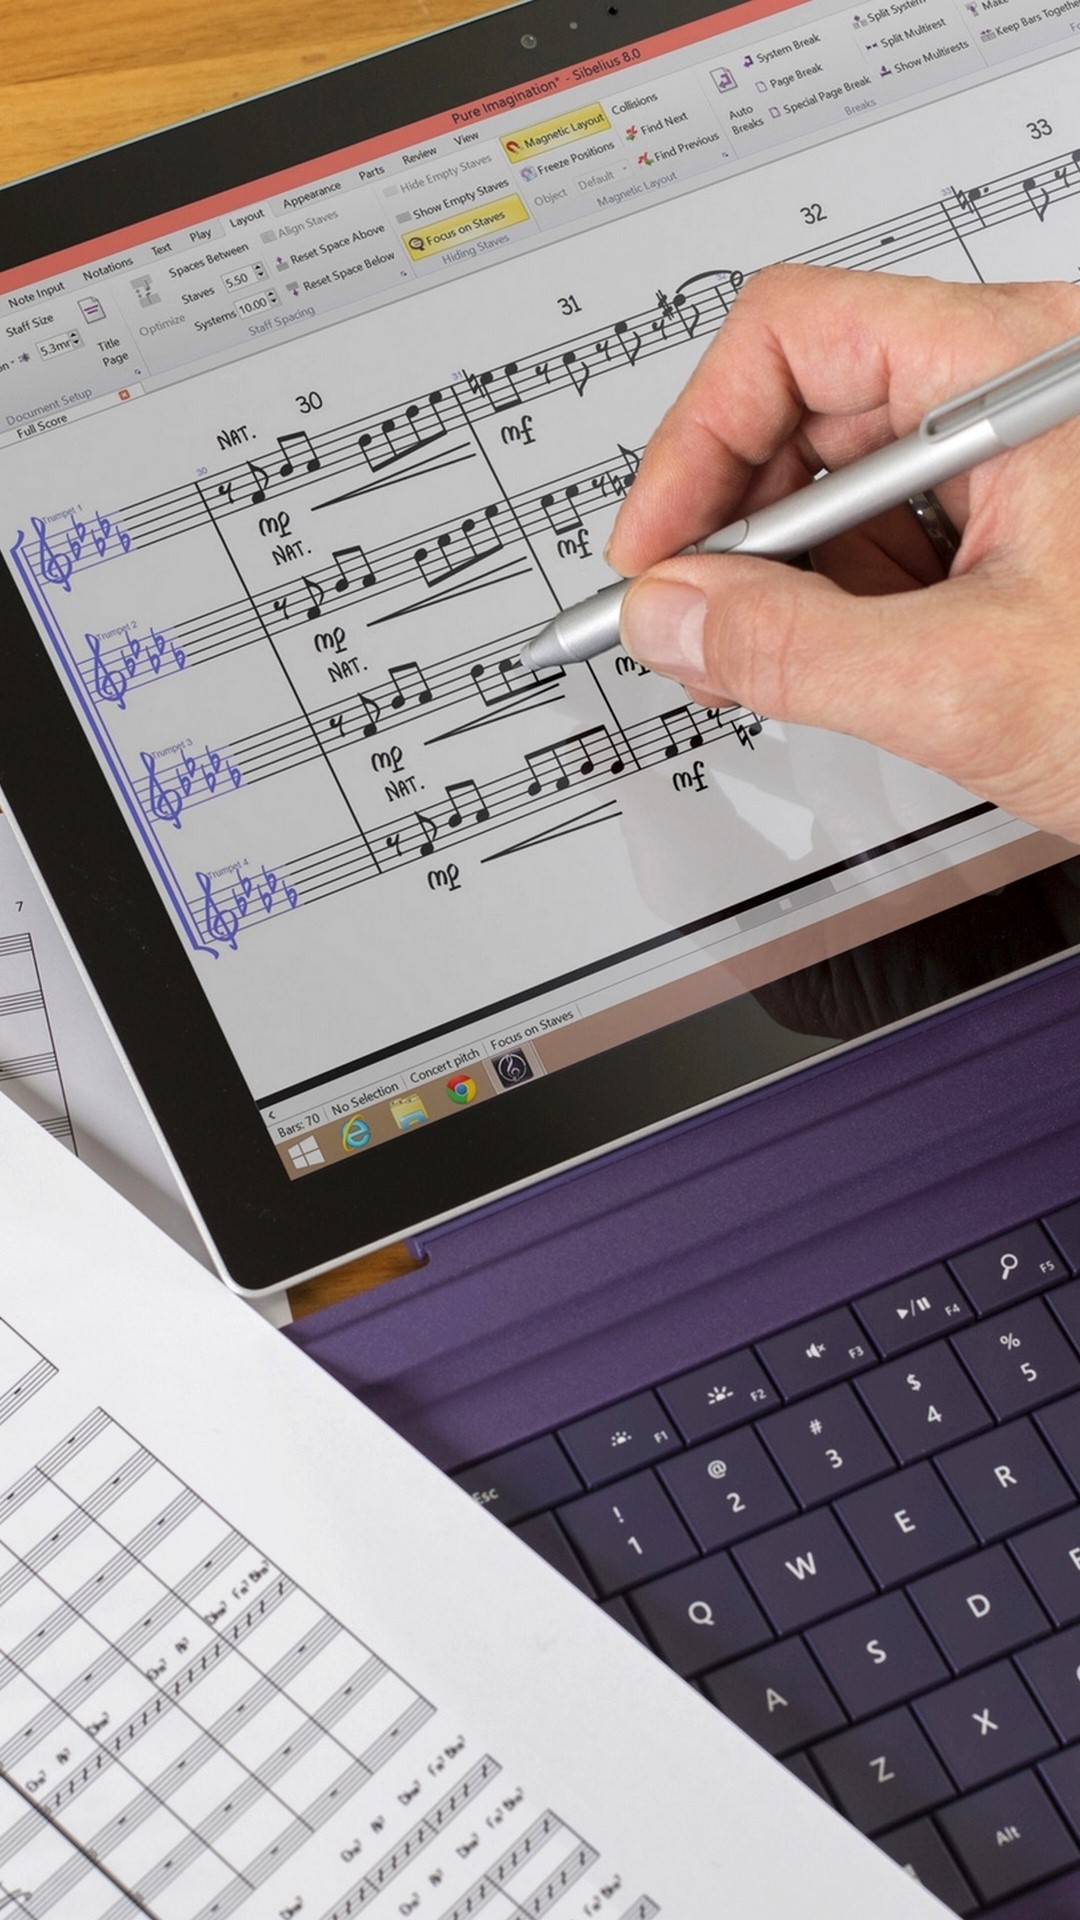 Pure Imagination* - Sibelius 8.0
Note Input Notations Text Play Layout Appearance Parts Review View
Staff Size
5.3mm
Title
Page
Document Setup
Optimize
Spaces Between
Staves 5.50
Systems 10.00
Staff Spacing
Align Staves
Reset Space Above
Reset Space Below
Hide Empty Staves
Show Empty Staves
Focus on Staves
Hiding Staves
Magnetic Layout
Freeze Positions
Object Default
Collisions
Find Next
Find Previous
Magnetic Layout
Auto
Breaks
System Break
Page Break
Special Page Break
Split System
Split Multirest
Show Multirests
Breaks
Keep Bars Together
Full Score
30 31 32 33
30
31
Trumpet 1
NAT.
mp
mf
Trumpet 2
NAT.
mp
mf
Trumpet 3
NAT.
mp
Trumpet 4
NAT.
mp
mf
Bars: 70 No Selection Concert pitch Focus on Staves
7
Esc F1 F2 F3 F4 F5
! @ # $ %
1 2 3 4 5
Q W E R
A S D
Z X
Alt